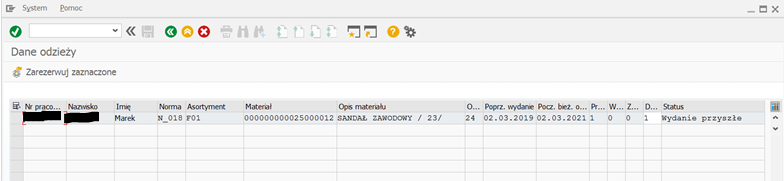 System Pomoc
Dane odzieży
Zarezerwuj zaznaczone
Nr praco... Nazwisko Imię Norma Asortyment Materiał Opis materiału O... Poprz. wydanie Pocz. bież. o... Pr... W... Z... D... Status
Marek N_018 F01 000000000025000012 SANDAŁ ZAWODOWY / 23/ 24 02.03.2019 02.03.2021 1 0 0 1 Wydanie przyszłe